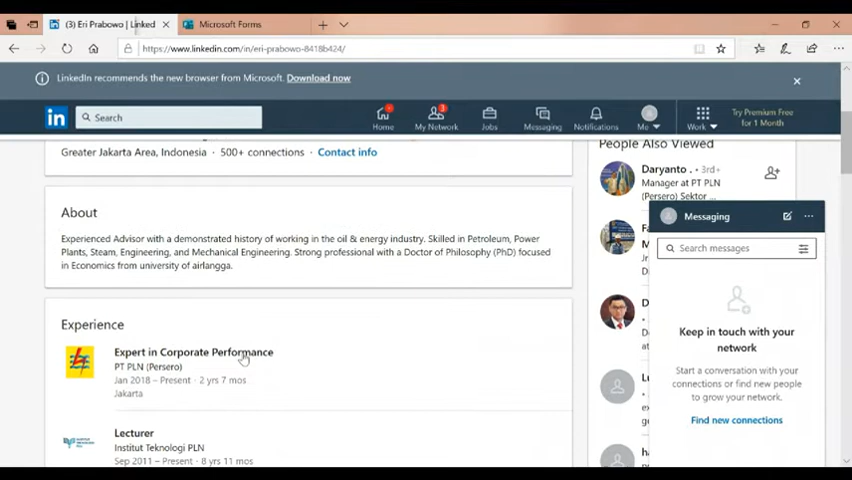 (3) Eri Prabowo | Linked
Microsoft Forms
https://www.linkedin.com/in/eri-prabowo-8418b424/
LinkedIn recommends the new browser from Microsoft. Download now
in
Search
Home
3
My Network
Jobs
Messaging
Notifications
Me
Work
Try Premium Free
for 1 Month
Greater Jakarta Area, Indonesia · 500+ connections · Contact info
About
Experienced Advisor with a demonstrated history of working in the oil & energy industry. Skilled in Petroleum, Power
Plants, Steam, Engineering, and Mechanical Engineering. Strong professional with a Doctor of Philosophy (PhD) focused
in Economics from university of airlangga.
Experience
Expert in Corporate Performance
PT PLN (Persero)
Jan 2018 – Present · 2 yrs 7 mos
Jakarta
Lecturer
Institut Teknologi PLN
Sep 2011 – Present · 8 yrs 11 mos
People Also Viewed
Daryanto . • 3rd+
Manager at PT PLN
(Persero) Sektor ...
Messaging
Search messages
Keep in touch with your
network
Start a conversation with your
connections or find new people
to grow your network.
Find new connections